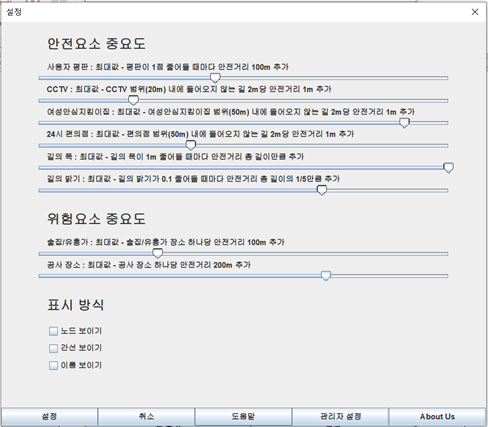 설정
안전요소 중요도
사용자 평판 : 최대값 - 평판이 1점 줄어들 때마다 안전거리 100m 추가
CCTV : 최대값 - CCTV 범위(20m) 내에 들어오지 않는 길 2m당 안전거리 1m 추가
여성안심지킴이집 : 최대값 - 여성안심지킴이집 범위(50m) 내에 들어오지 않는 길 2m당 안전거리 1m 추가
24시 편의점 : 최대값 - 편의점 범위(50m) 내에 들어오지 않는 길 2m당 안전거리 1m 추가
길의 폭 : 최대값 - 길의 폭이 1m 줄어들 때마다 안전거리 총 길이만큼 추가
길의 밝기 : 최대값 - 길의 밝기가 0.1 줄어들 때마다 안전거리 총 길이의 1/5만큼 추가
위험요소 중요도
술집/유흥가 : 최대값 - 술집/유흥가 장소 하나당 안전거리 100m 추가
공사 장소 : 최대값 - 공사 장소 하나당 안전거리 200m 추가
표시 방식
노드 보이기
간선 보이기
이름 보이기
설정 취소 도움말 관리자 설정 About Us